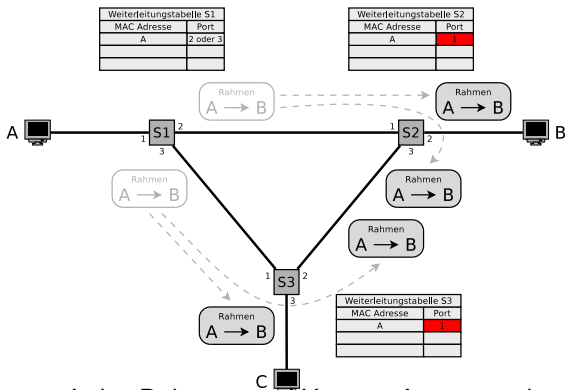 Weiterleitungstabelle S1
MAC Adresse Port
A 2 oder 3
Weiterleitungstabelle S2
MAC Adresse Port
A 1
Rahmen
A → B
Rahmen
A → B
A
1
S1
2
3
1
S2
2
3
B
Rahmen
A → B
Rahmen
A → B
Rahmen
A → B
1
S3
2
3
Rahmen
A → B
Weiterleitungstabelle S3
MAC Adresse Port
A 1
C